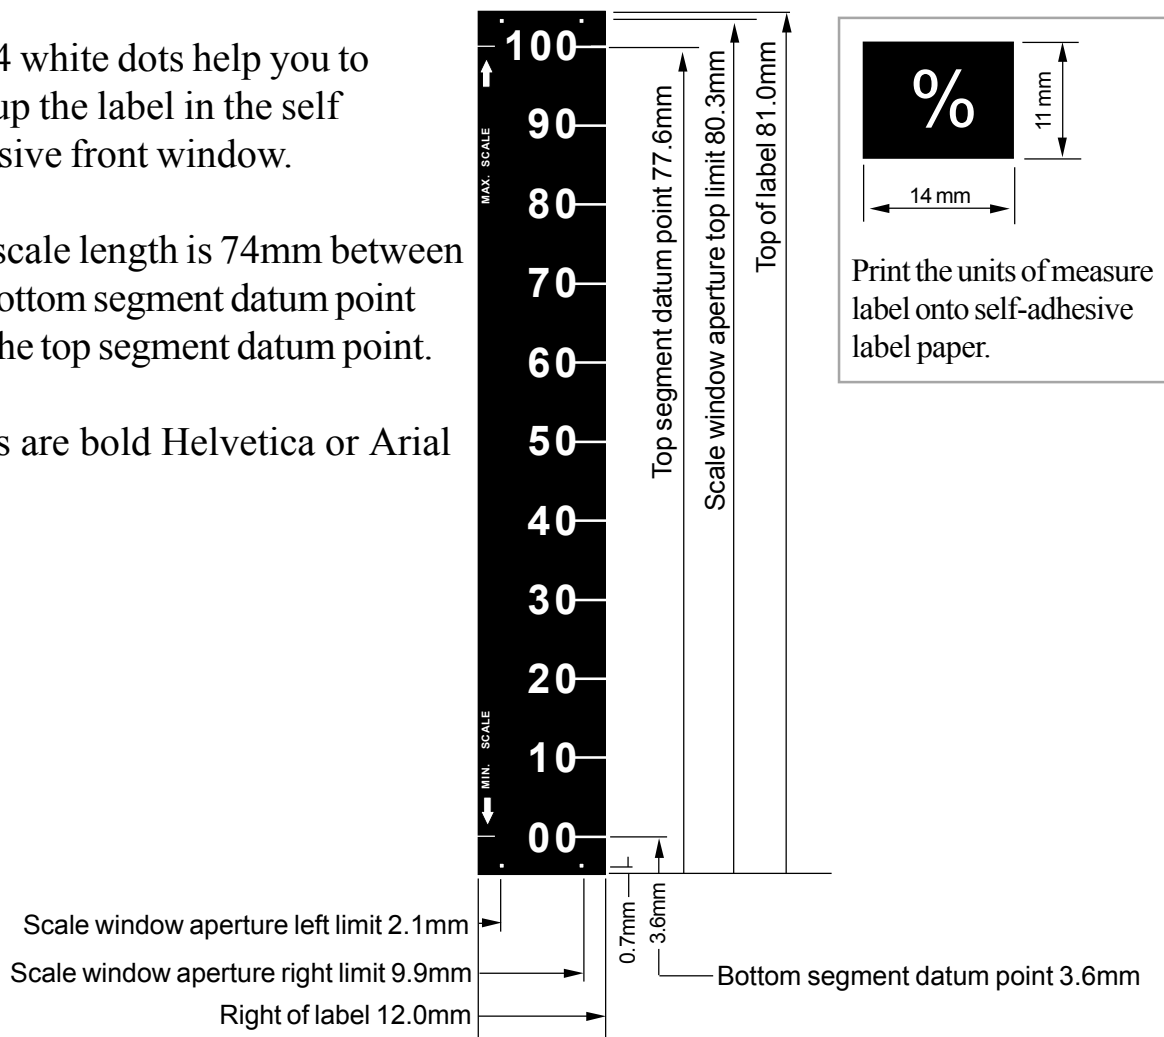 4 white dots help you to
up the label in the self
sive front window.
scale length is 74mm between
ottom segment datum point
he top segment datum point.
s are bold Helvetica or Arial
100
90
80
70
60
50
40
30
20
10
00
MAX. SCALE
MIN. SCALE
Top segment datum point 77.6mm
Scale window aperture top limit 80.3mm
Top of label 81.0mm
%
11 mm
14 mm
Print the units of measure
label onto self-adhesive
label paper.
0.7mm
3.6mm
Scale window aperture left limit 2.1mm
Scale window aperture right limit 9.9mm
Bottom segment datum point 3.6mm
Right of label 12.0mm